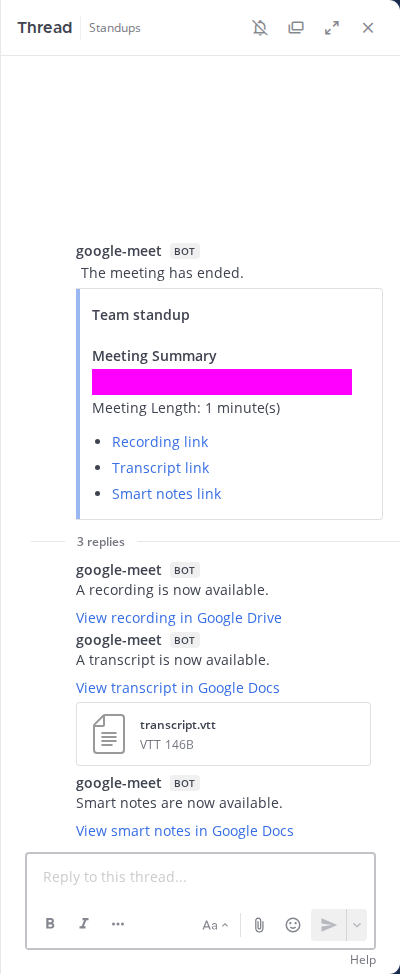 Thread Standups
google-meet BOT
The meeting has ended.
Team standup
Meeting Summary
Meeting Length: 1 minute(s)
• Recording link
• Transcript link
• Smart notes link
3 replies
google-meet BOT
A recording is now available.
View recording in Google Drive
google-meet BOT
A transcript is now available.
View transcript in Google Docs
transcript.vtt
VTT 146B
google-meet BOT
Smart notes are now available.
View smart notes in Google Docs
Reply to this thread...
B I ... Aa
Help